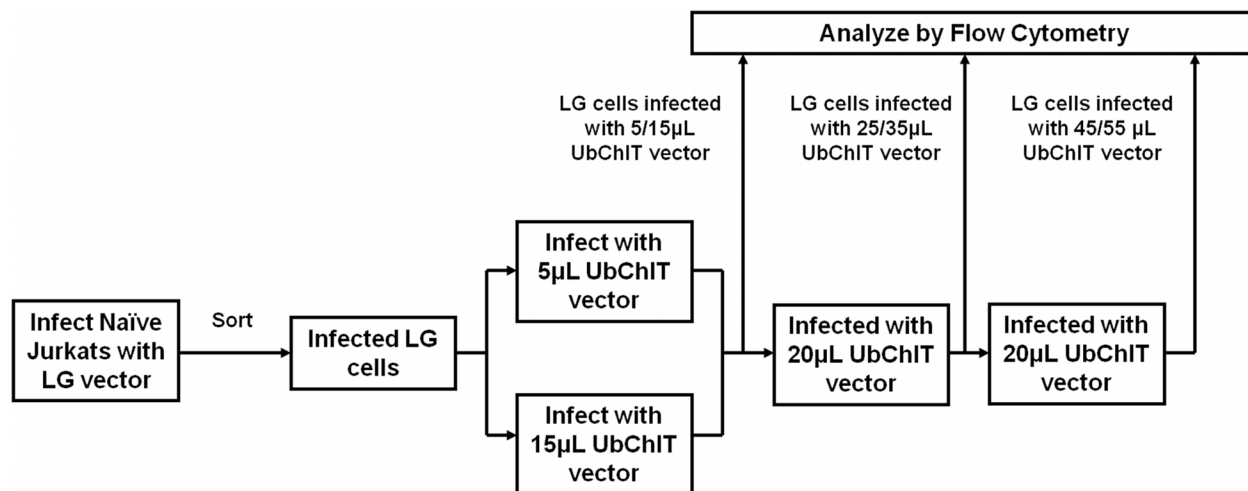 Analyze by Flow Cytometry
LG cells infected
with 5/15µL
UbChIT vector
LG cells infected
with 25/35µL
UbChIT vector
LG cells infected
with 45/55 µL
UbChIT vector
Infect with
5µL UbChIT
vector
Infect Naïve
Jurkats with
LG vector
Sort
Infected LG
cells
Infected with
20µL UbChIT
vector
Infected with
20µL UbChIT
vector
Infect with
15µL UbChIT
vector